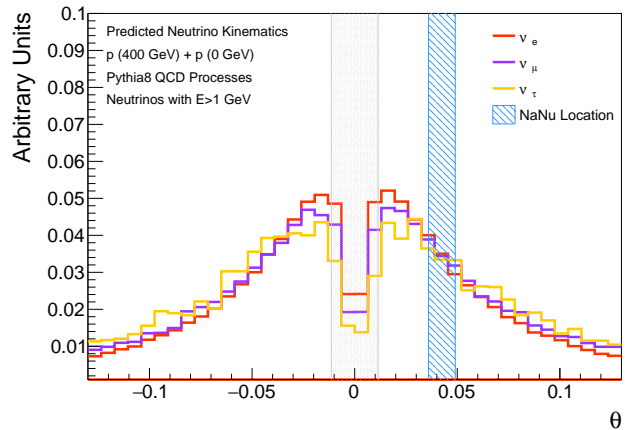 Arbitrary Units
0.1
0.09
0.08
0.07
0.06
0.05
0.04
0.03
0.02
0.01
Predicted Neutrino Kinematics
p (400 GeV) + p (0 GeV)
Pythia8 QCD Processes
Neutrinos with E>1 GeV
ν e
ν μ
ν τ
NaNu Location
−0.1 −0.05 0 0.05 0.1
θ